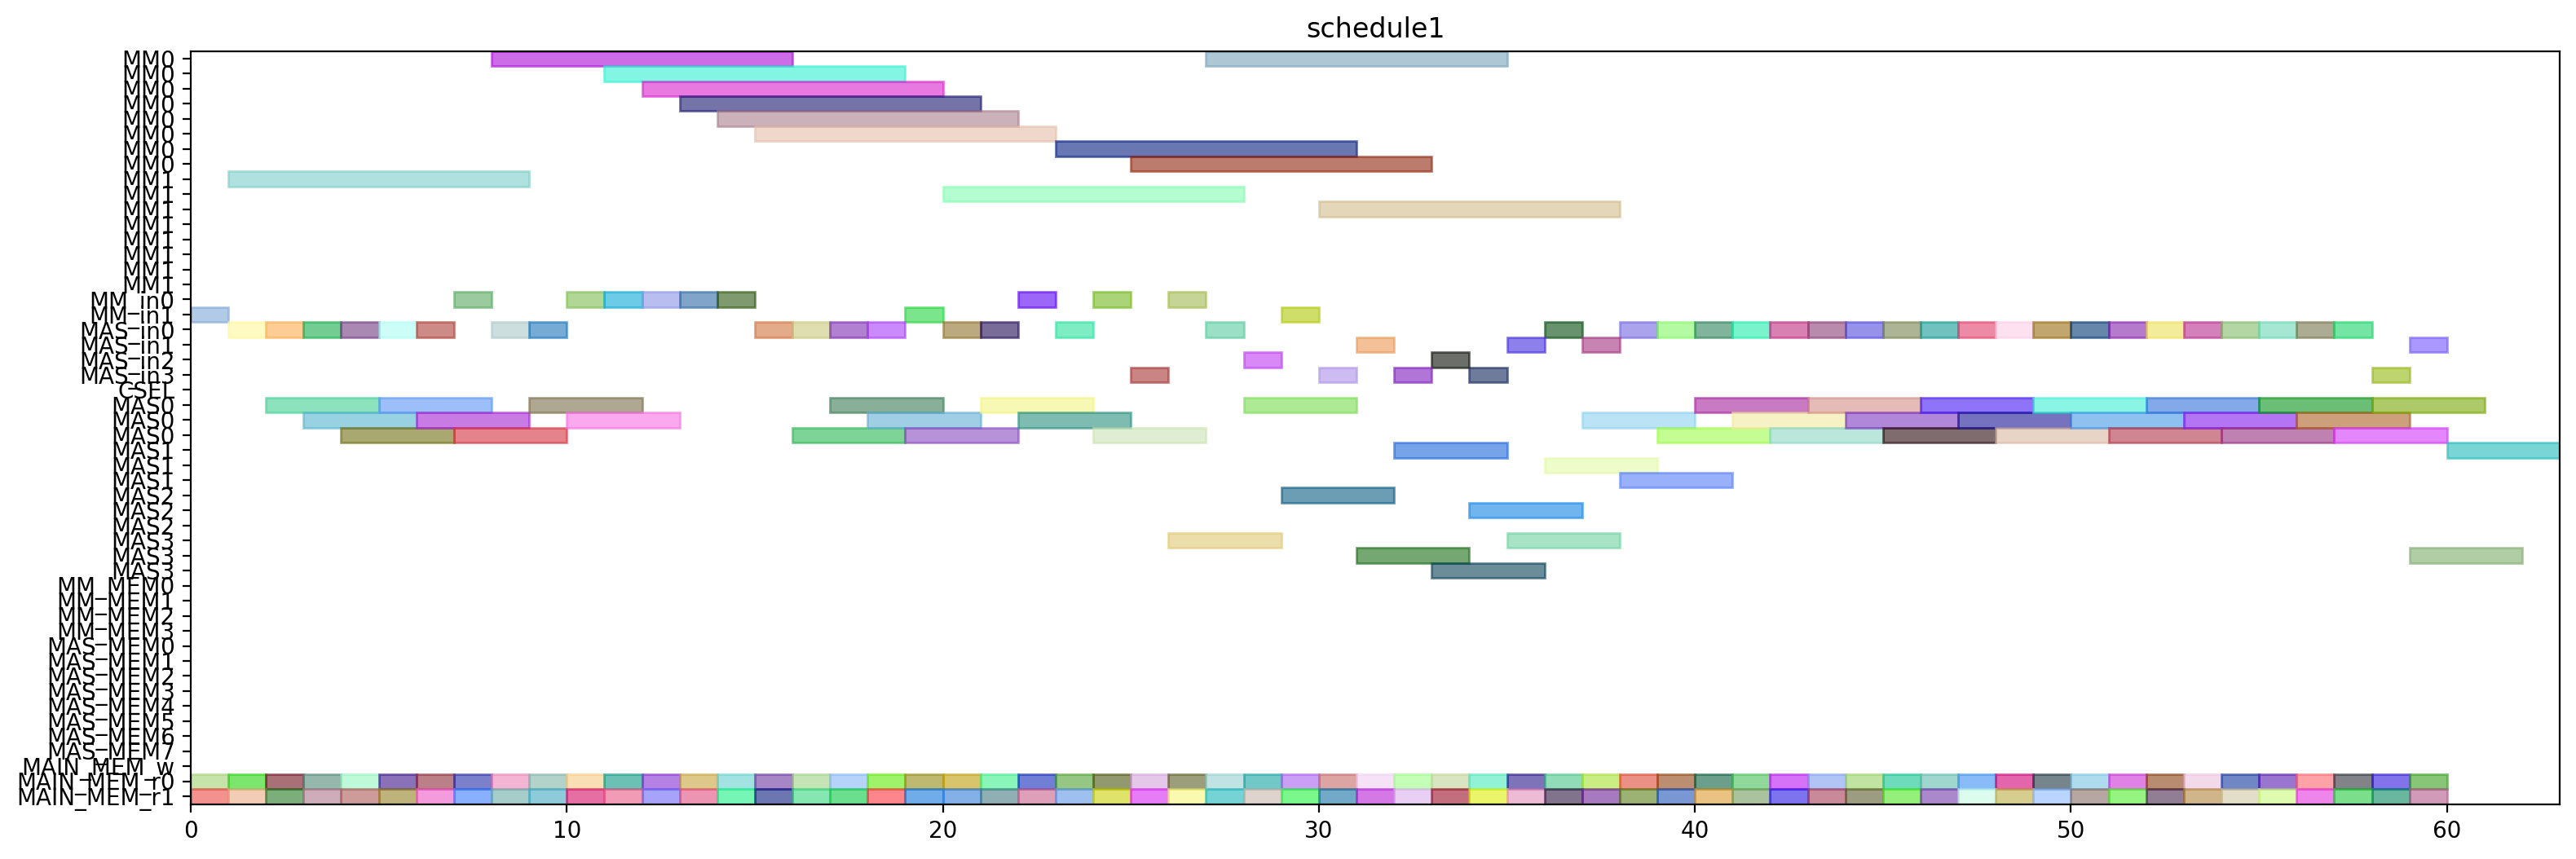 schedule1
MM0
MM0
MM0
MM0
MM0
MM0
MM0
MM0
MM1
MM1
MM1
MM1
MM1
MM1
MM1
MM1
MM_in0
MM_in1
MAS_in0
MAS_in1
MAS_in2
MAS_in3
CSEL
MAS0
MAS0
MAS0
MAS1
MAS1
MAS1
MAS2
MAS2
MAS2
MAS3
MAS3
MAS3
MM_MEM0
MM_MEM1
MM_MEM2
MM_MEM3
MAS_MEM0
MAS_MEM1
MAS_MEM2
MAS_MEM3
MAS_MEM4
MAS_MEM5
MAS_MEM6
MAS_MEM7
MAIN_MEM_w
MAIN_MEM_r0
MAIN_MEM_r1
0 10 20 30 40 50 60